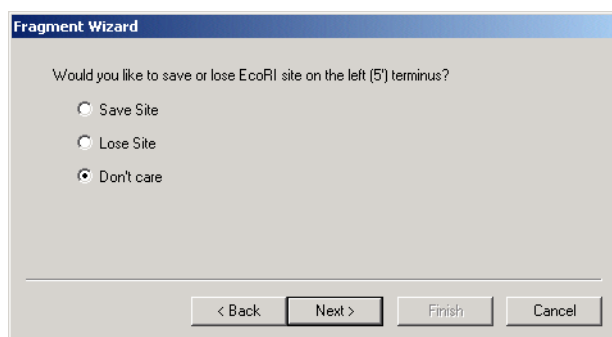 Fragment Wizard
Would you like to save or lose EcoRI site on the left (5') terminus?
Save Site
Lose Site
Don't care
< Back Next > Finish Cancel